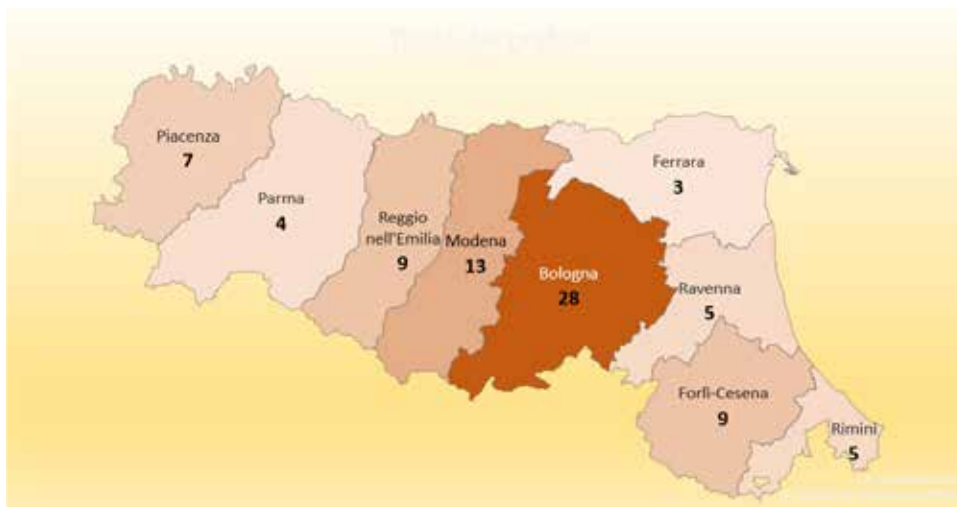 Piacenza
7
Parma
4
Reggio
nell'Emilia
9
Modena
13
Bologna
28
Ferrara
3
Ravenna
5
Forlì-Cesena
9
Rimini
5